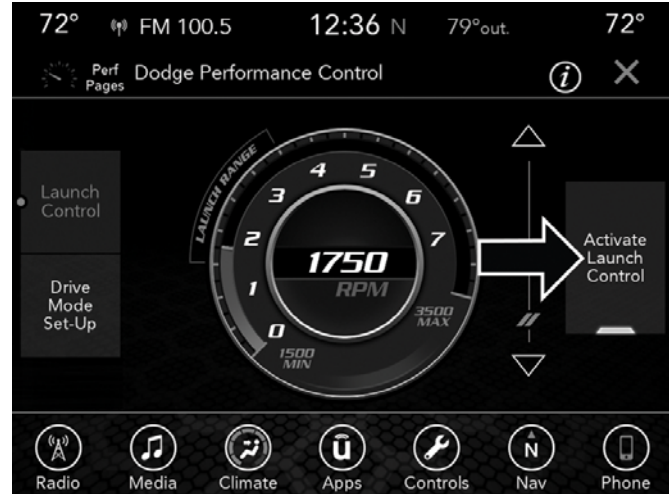 72° FM 100.5 12:36 N 79°out. 72°
Perf
Pages
Dodge Performance Control
i
Launch
Control
Drive
Mode
Set-Up
LAUNCH RANGE
0
1
2
3
4
5
6
7
1750
RPM
1500
MIN
3500
MAX
Activate
Launch
Control
Radio
Media
Climate
ū
Apps
Controls
N
Nav
Phone